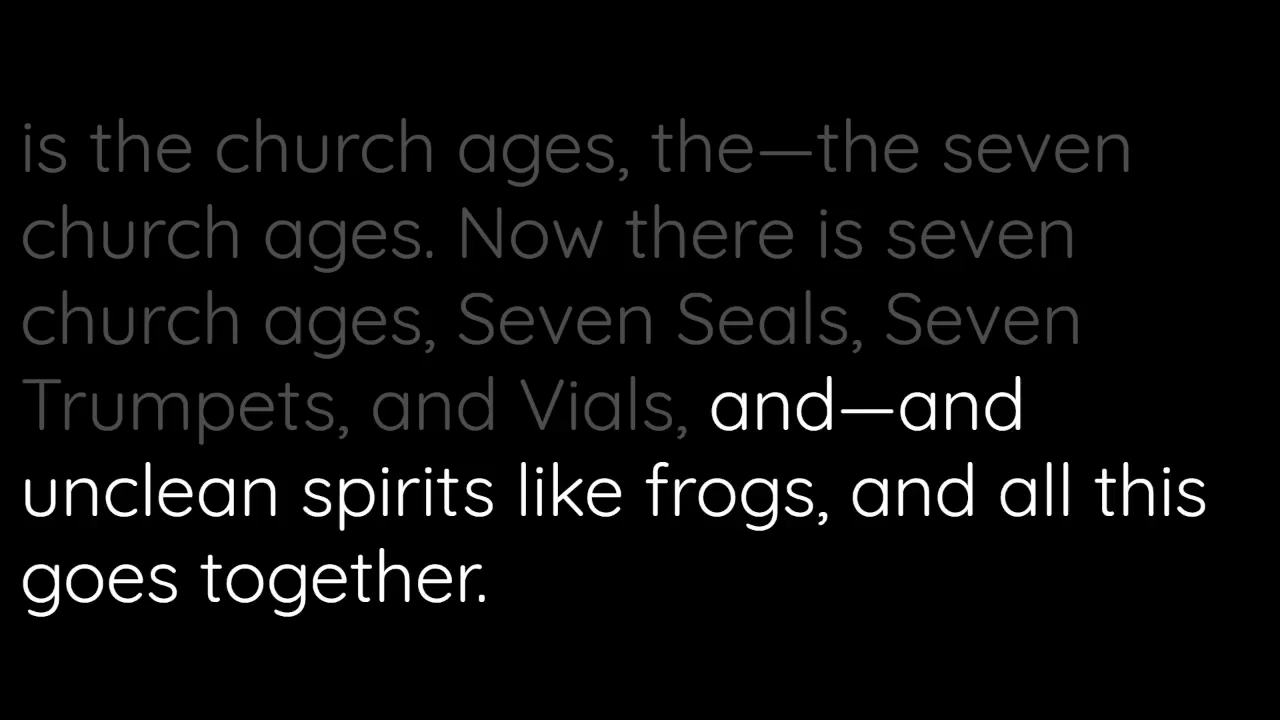 is the church ages, the—the seven
church ages. Now there is seven
church ages, Seven Seals, Seven
Trumpets, and Vials, and—and
unclean spirits like frogs, and all this
goes together.